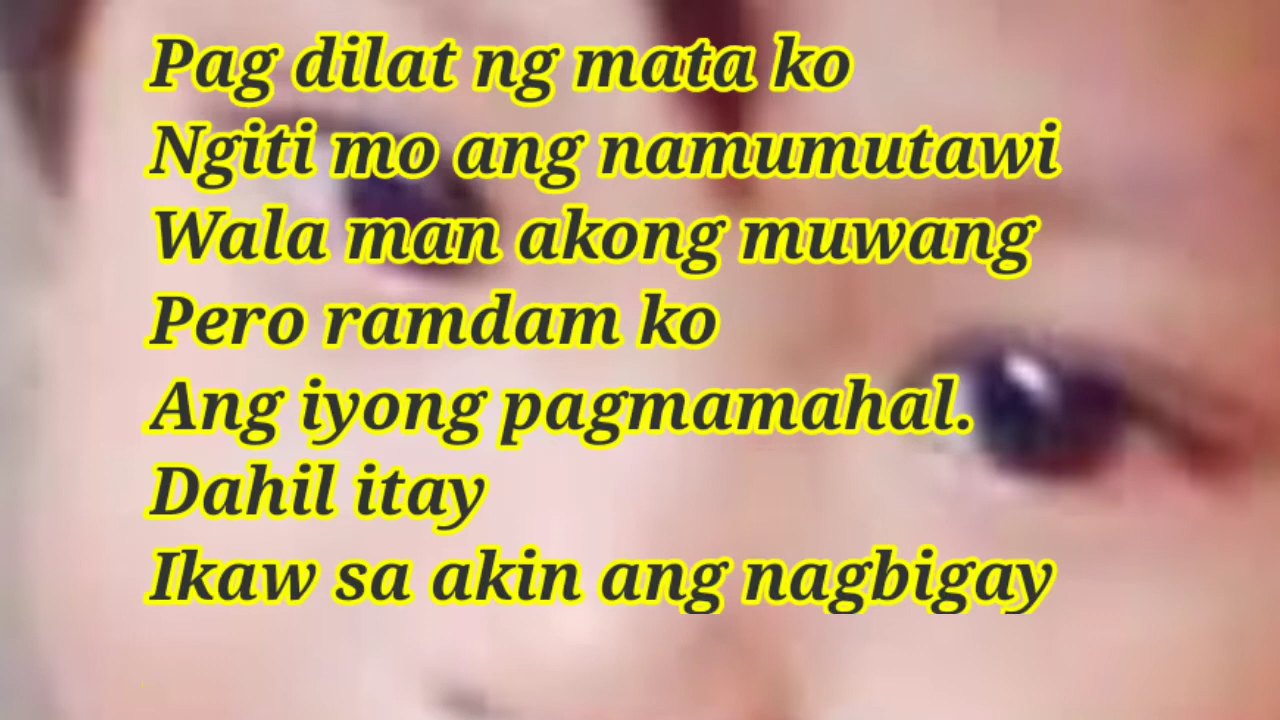 Pag dilat ng mata ko
Ngiti mo ang namumutawi
Wala man akong muwang
Pero ramdam ko
Ang iyong pagmamahal.
Dahil itay
Ikaw sa akin ang nagbigay